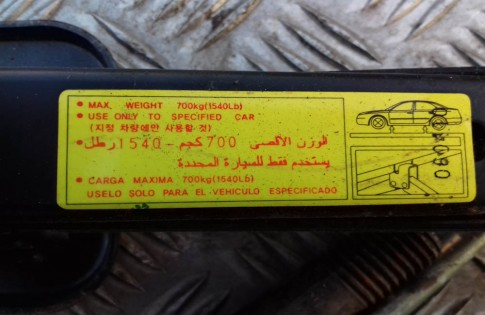 • MAX. WEIGHT 700kg(1540Lb)
• USE ONLY TO SPECIFIED CAR
(지정 차량에만 사용할 것)
• الوزن الأقصى 700 كجم - 1540 رطل
يستخدم فقط للسيارة المحددة
• CARGA MAXIMA 700kg(1540Lb)
USELO SOLO PARA EL VEHICULO ESPECIFICADO